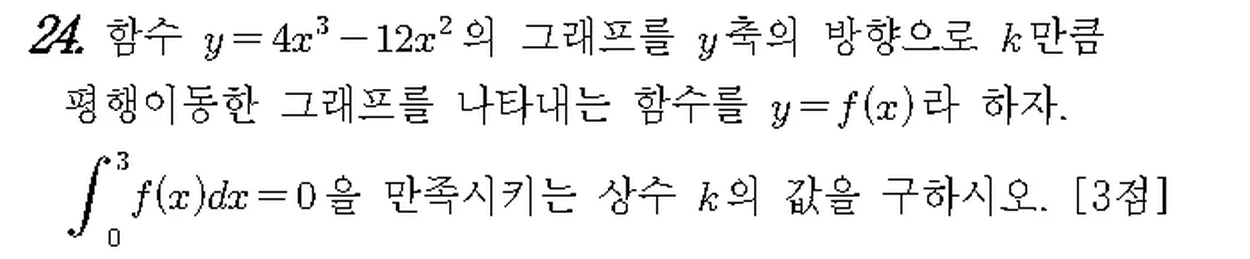 24. 함수 y=4x³−12x²의 그래프를 y축의 방향으로 k만큼
평행이동한 그래프를 나타내는 함수를 y=f(x)라 하자.
∫₀³ f(x)dx=0을 만족시키는 상수 k의 값을 구하시오. [3점]